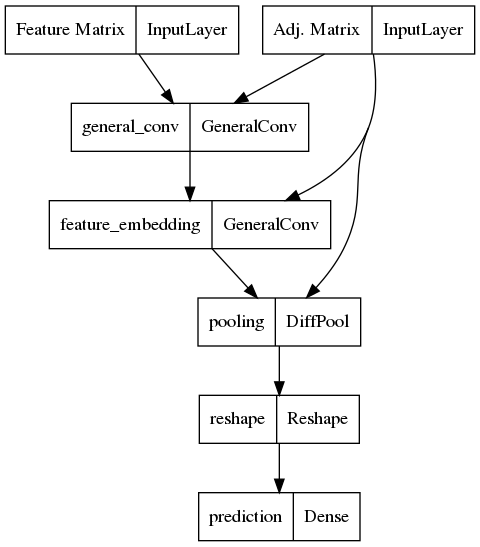 Feature Matrix InputLayer
Adj. Matrix InputLayer
general_conv GeneralConv
feature_embedding GeneralConv
pooling DiffPool
reshape Reshape
prediction Dense